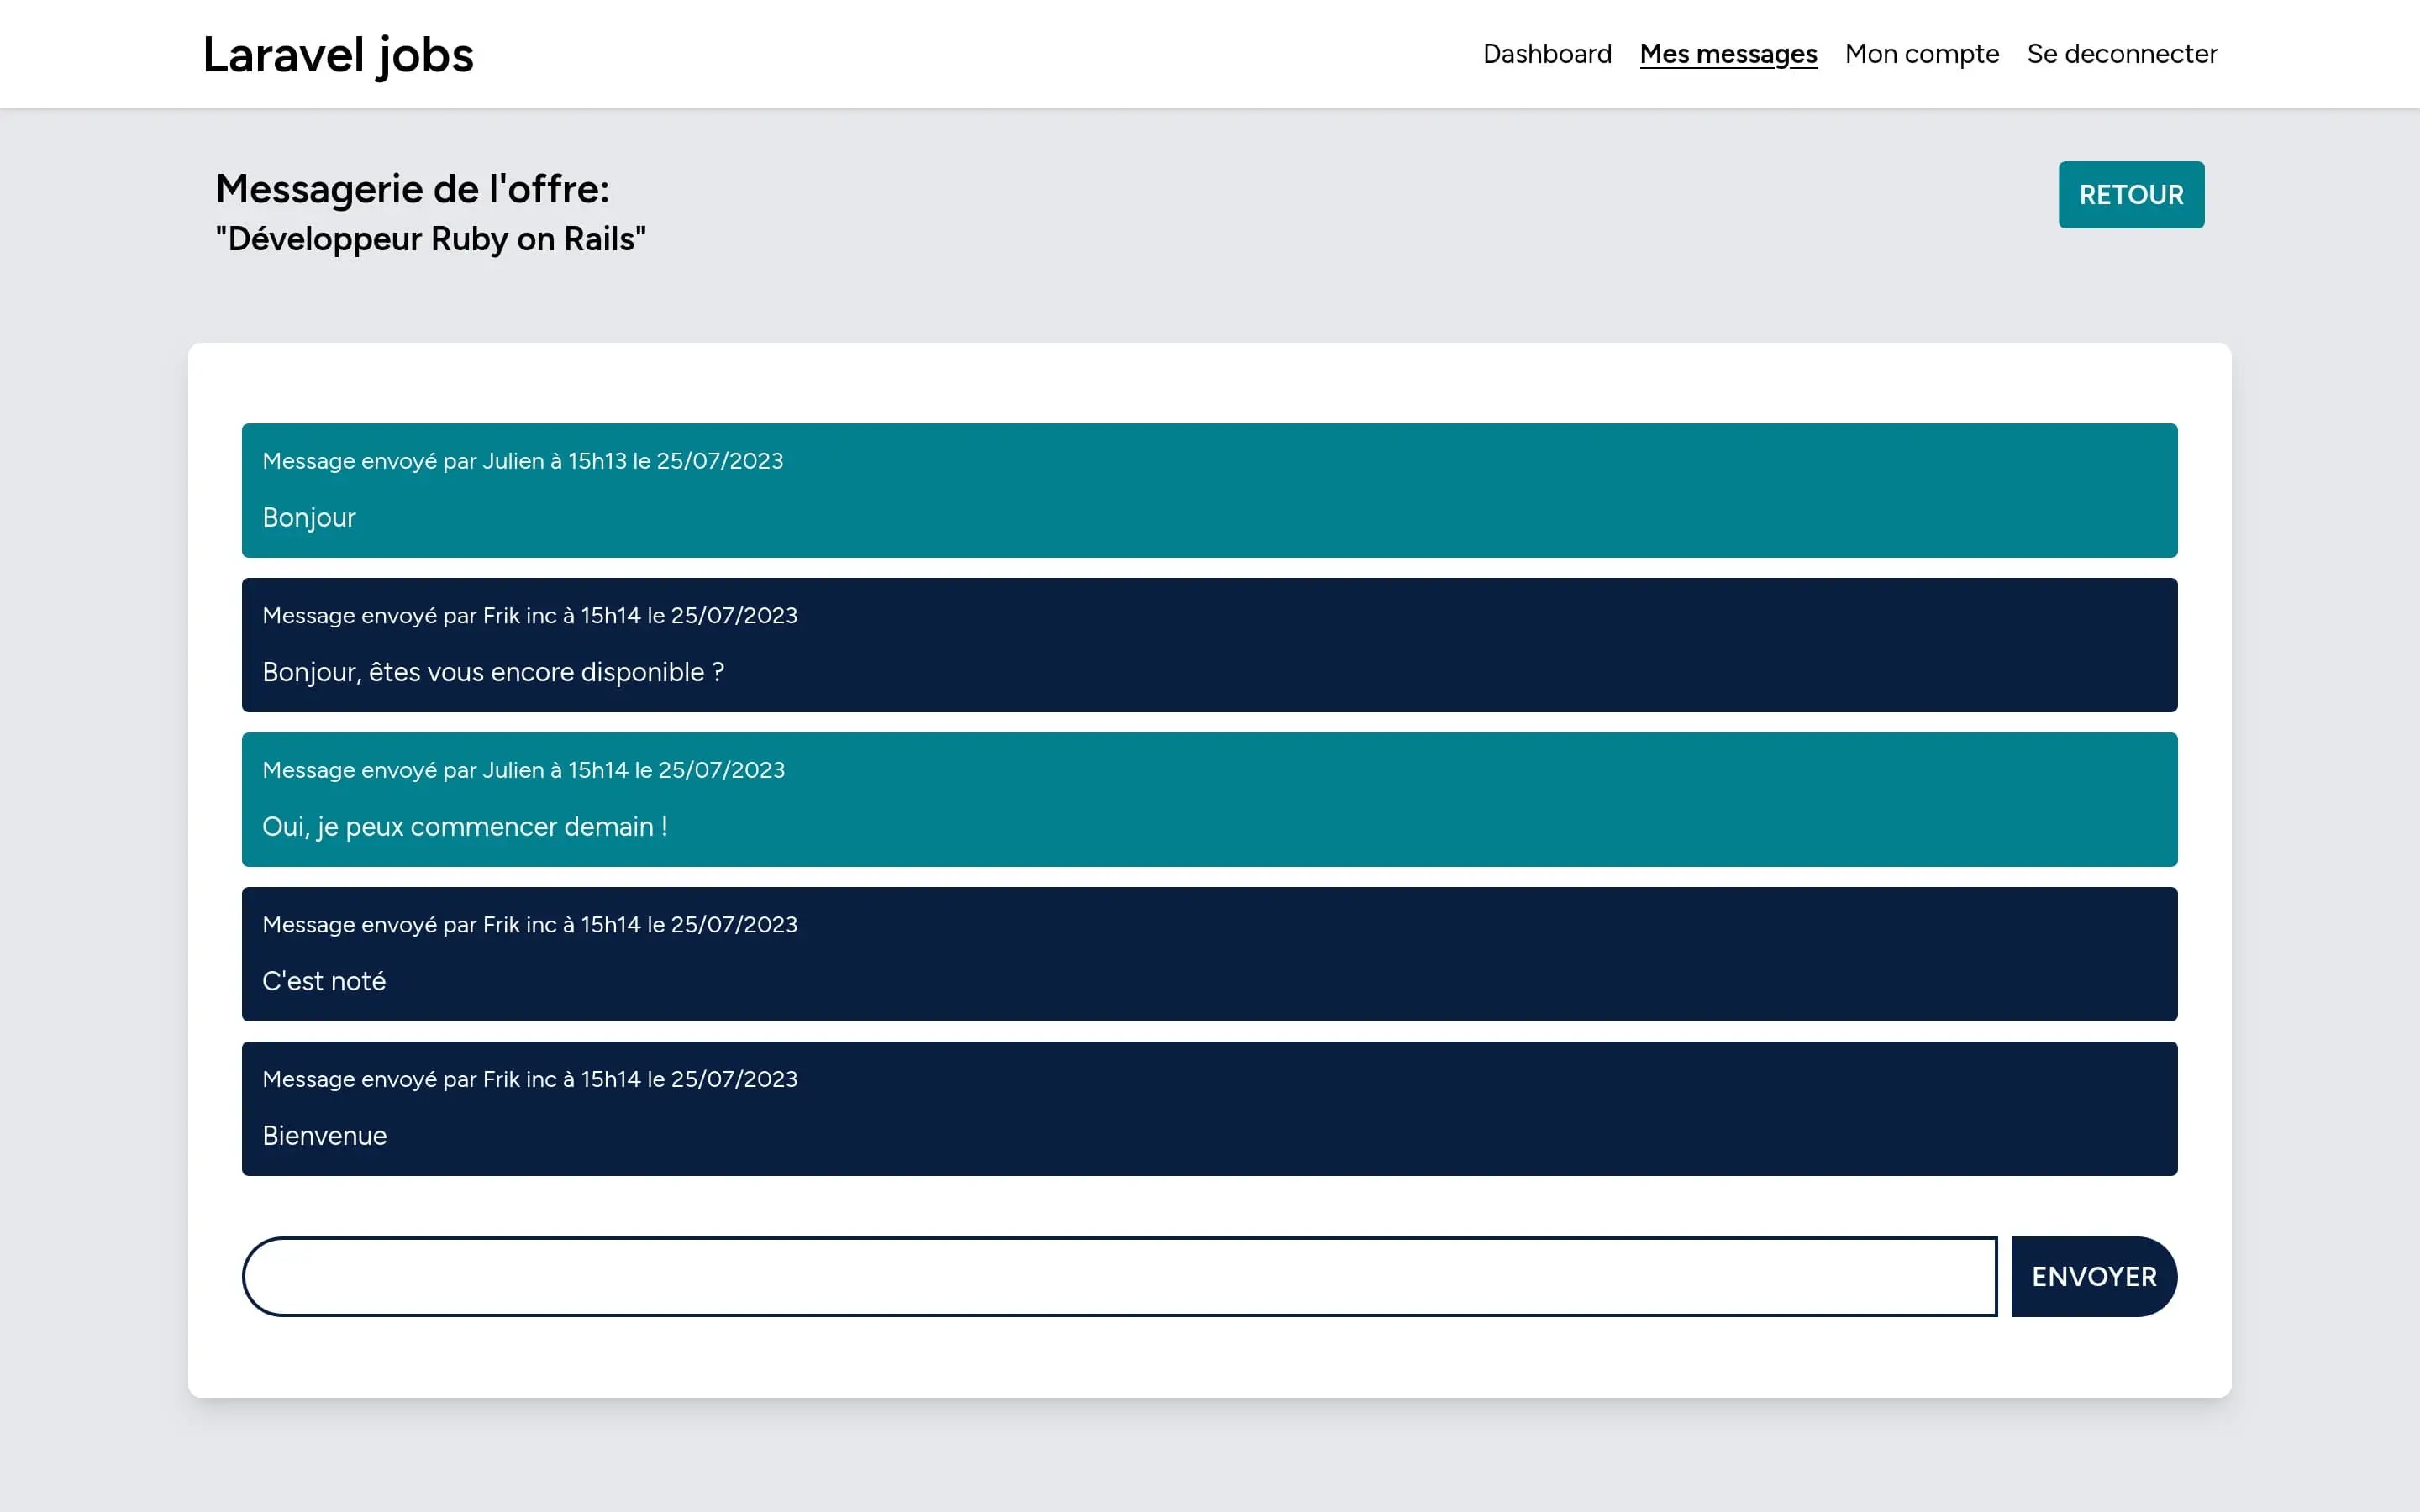 Laravel jobs
Dashboard Mes messages Mon compte Se deconnecter
Messagerie de l'offre:
"Développeur Ruby on Rails"
RETOUR
Message envoyé par Julien à 15h13 le 25/07/2023
Bonjour
Message envoyé par Frik inc à 15h14 le 25/07/2023
Bonjour, êtes vous encore disponible ?
Message envoyé par Julien à 15h14 le 25/07/2023
Oui, je peux commencer demain !
Message envoyé par Frik inc à 15h14 le 25/07/2023
C'est noté
Message envoyé par Frik inc à 15h14 le 25/07/2023
Bienvenue
ENVOYER